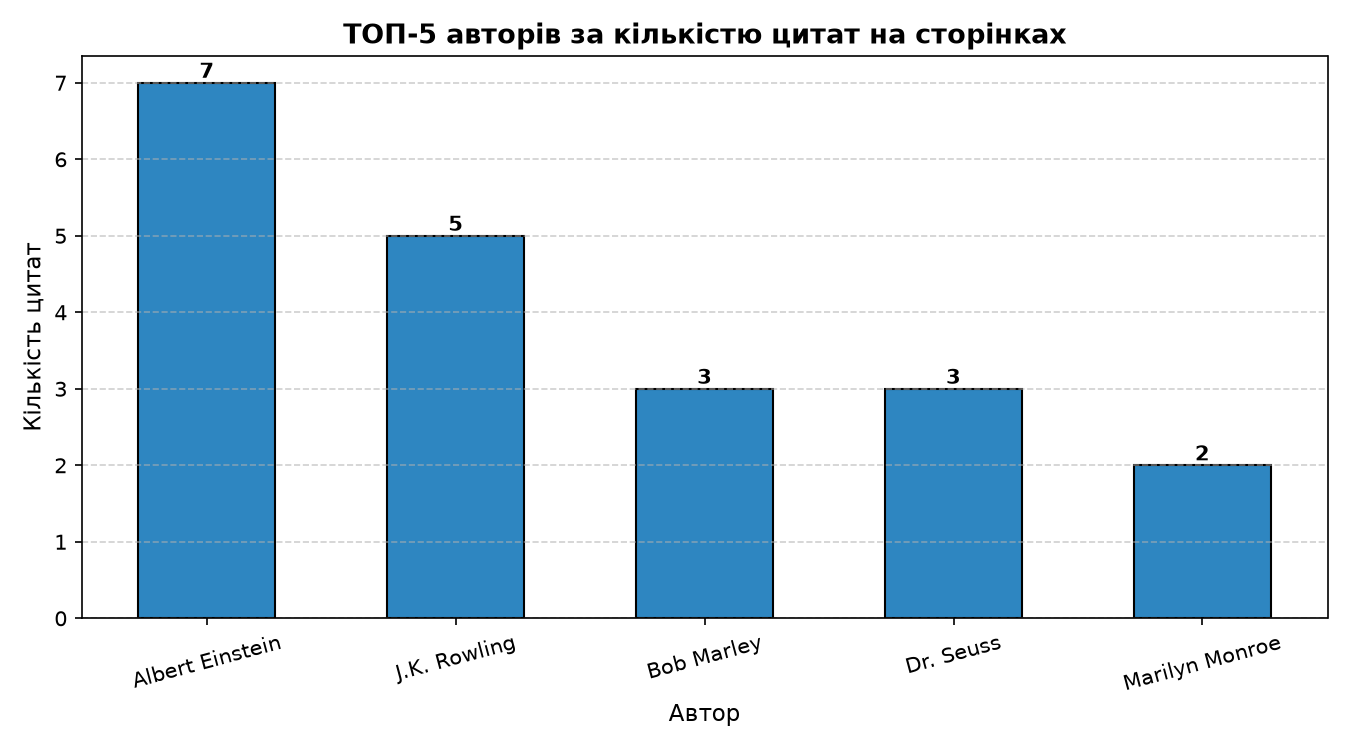 ТОП-5 авторів за кількістю цитат на сторінках
Кількість цитат
7
6
5
4
3
2
1
0
7
5
3
3
2
Albert Einstein
J.K. Rowling
Bob Marley
Dr. Seuss
Marilyn Monroe
Автор